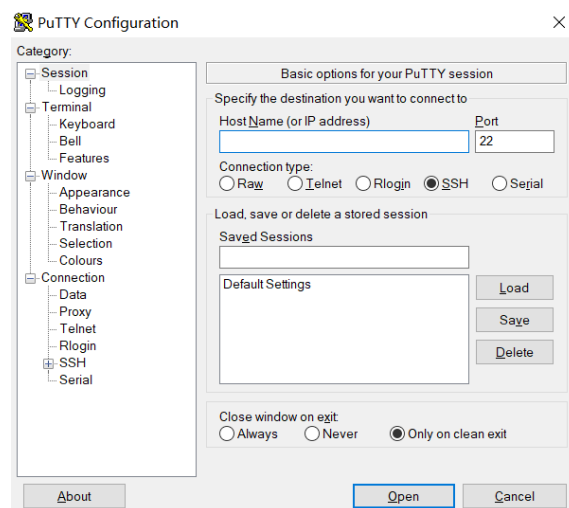 PuTTY Configuration
Category:
Session
Logging
Terminal
Keyboard
Bell
Features
Window
Appearance
Behaviour
Translation
Selection
Colours
Connection
Data
Proxy
Telnet
Rlogin
SSH
Serial
Basic options for your PuTTY session
Specify the destination you want to connect to
Host Name (or IP address) Port
22
Connection type:
Raw Telnet Rlogin SSH Serial
Load, save or delete a stored session
Saved Sessions
Default Settings
Load
Save
Delete
Close window on exit:
Always Never Only on clean exit
About Open Cancel